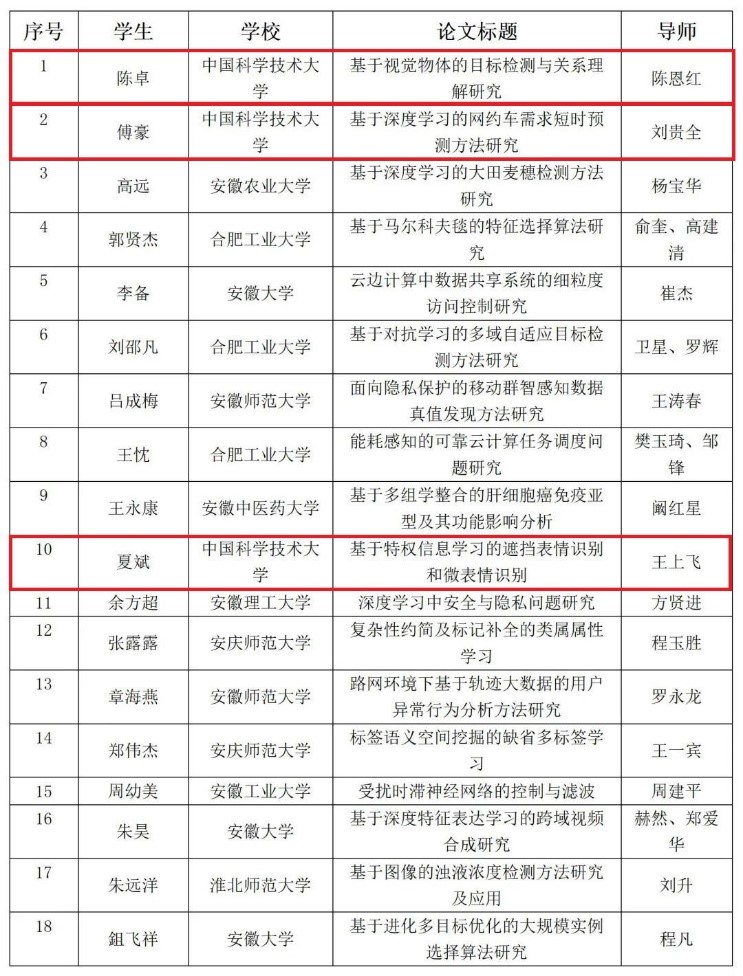 序号 学生 学校 论文标题 导师
1 陈卓 中国科学技术大 基于视觉物体的目标检测与关系理 陈恩红
学 解研究
2 傅豪 中国科学技术大 基于深度学习的网约车需求短时预 刘贵全
学 测方法研究
3 高远 安徽农业大学 基于深度学习的大田麦穗检测方法 杨宝华
研究
4 郭贤杰 合肥工业大学 基于马尔科夫毯的特征选择算法研 俞奎、高建
究 清
5 李备 安徽大学 云边计算中数据共享系统的细粒度 崔杰
访问控制研究
6 刘邵凡 合肥工业大学 基于对抗学习的多域自适应目标检 卫星、罗辉
测方法研究
7 吕成梅 安徽师范大学 面向隐私保护的移动群智感知数据 王涛春
真值发现方法研究
8 王忱 合肥工业大学 能耗感知的可靠云计算任务调度问 樊玉琦、邹
题研究 锋
9 王永康 安徽中医药大学 基于多组学整合的肝细胞癌免疫亚 阚红星
型及其功能影响分析
10 夏斌 中国科学技术大 基于特权信息学习的遮挡表情识别 王上飞
学 和微表情识别
11 余方超 安徽理工大学 深度学习中安全与隐私问题研究 方贤进
12 张露露 安庆师范大学 复杂性约简及标记补全的类属属性 程玉胜
学习
13 章海燕 安徽师范大学 路网环境下基于轨迹大数据的用户 罗永龙
异常行为分析方法研究
14 郑伟杰 安庆师范大学 标签语义空间挖掘的缺省多标签学 王一宾
习
15 周幼美 安徽工业大学 受扰时滞神经网络的控制与滤波 周建平
16 朱昊 安徽大学 基于深度特征表达学习的跨域视频 赫然、郑爱
合成研究 华
17 朱远洋 淮北师范大学 基于图像的浊液浓度检测方法研究 刘升
及应用
18 鉏飞祥 安徽大学 基于进化多目标优化的大规模实例 程凡
选择算法研究